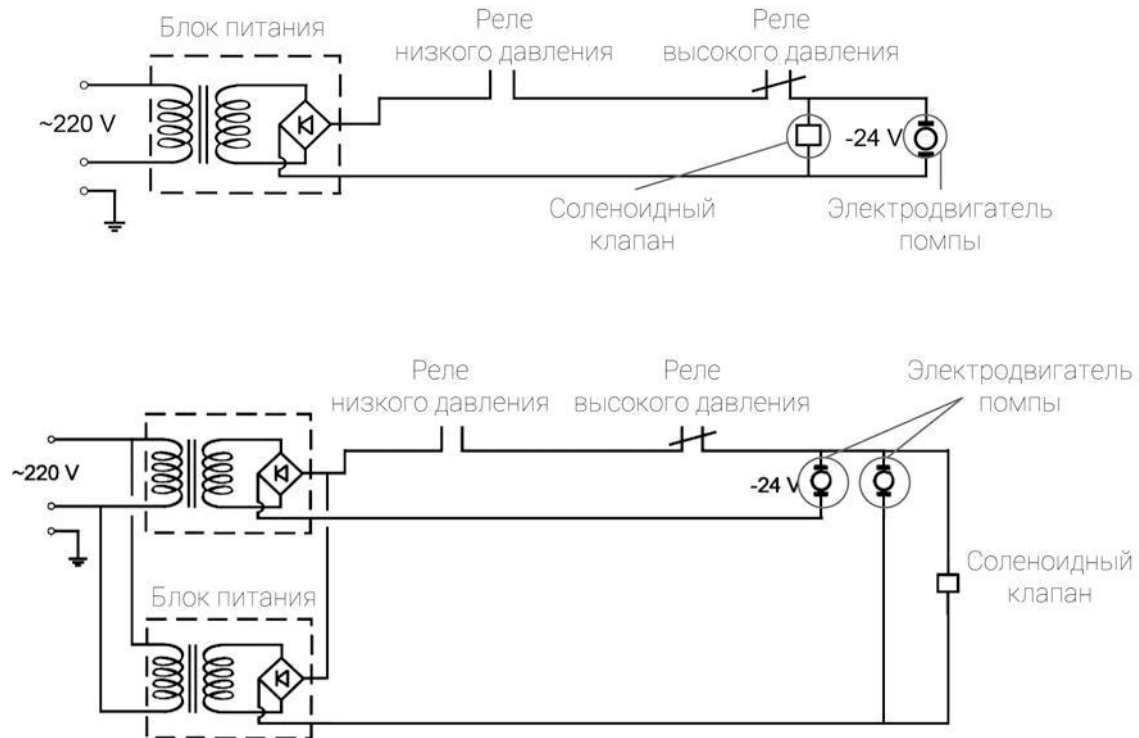 Блок питания
Реле
низкого давления
Реле
высокого давления
~220 V
-24 V
Соленоидный
клапан
Электродвигатель
помпы
Реле
низкого давления
Реле
высокого давления
Электродвигатель
помпы
~220 V
-24 V
Соленоидный
клапан
Блок питания